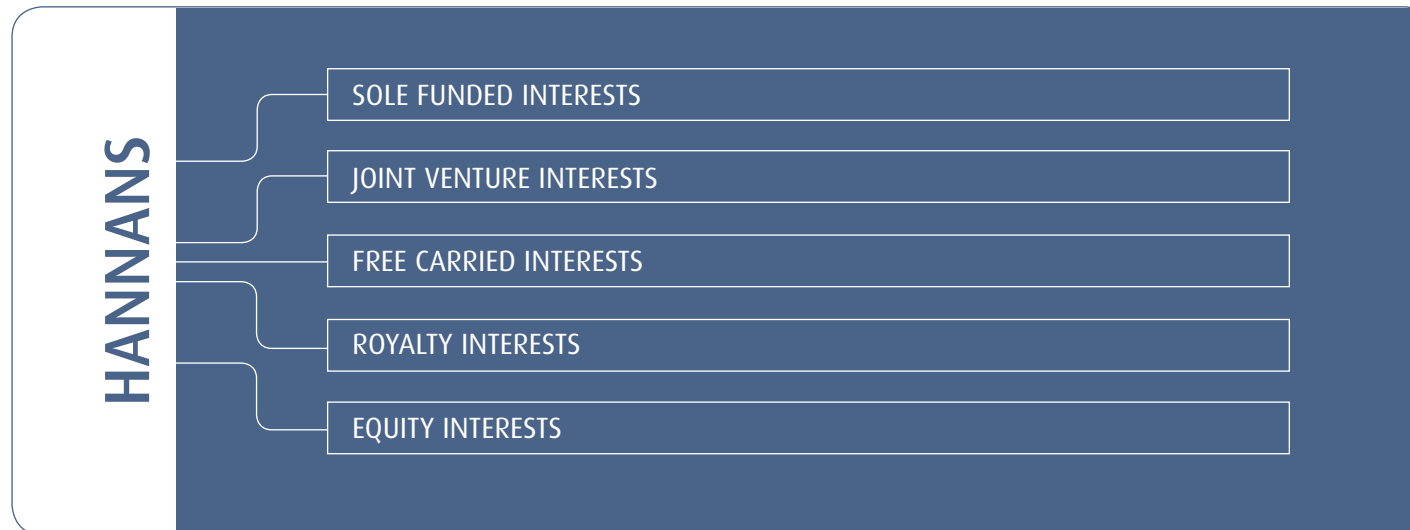 HANNANS
SOLE FUNDED INTERESTS
JOINT VENTURE INTERESTS
FREE CARRIED INTERESTS
ROYALTY INTERESTS
EQUITY INTERESTS